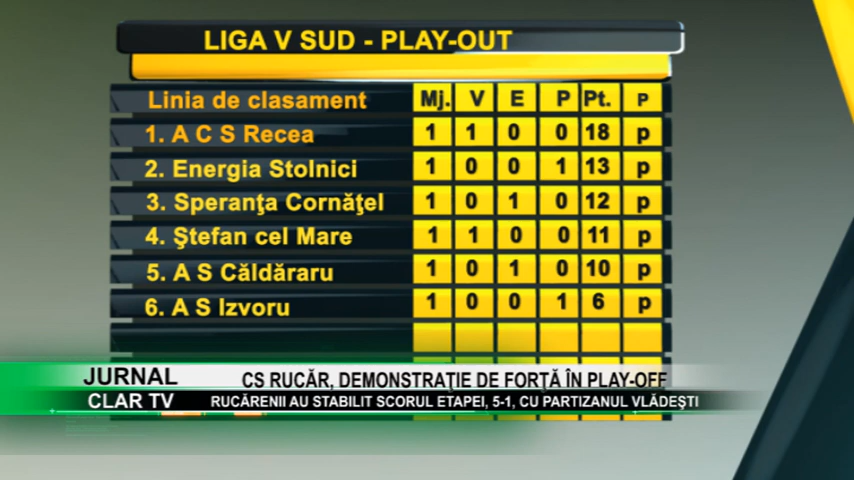 LIGA V SUD - PLAY-OUT
Linia de clasament Mj. V E P Pt. P
1. A C S Recea 1 1 0 0 18 p
2. Energia Stolnici 1 0 0 1 13 p
3. Speranţa Cornăţel 1 0 1 0 12 p
4. Ştefan cel Mare 1 1 0 0 11 p
5. A S Căldăraru 1 0 1 0 10 p
6. A S Izvoru 1 0 0 1 6 p
JURNAL CS RUCĂR, DEMONSTRAŢIE DE FORŢĂ ÎN PLAY-OFF
CLAR TV RUCĂRENII AU STABILIT SCORUL ETAPEI, 5-1, CU PARTIZANUL VLĂDEŞTI